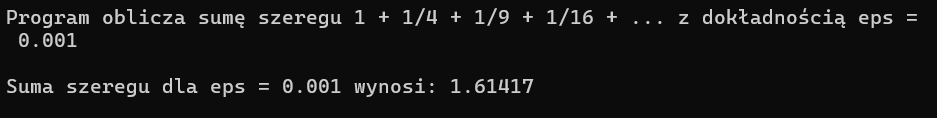 Program oblicza sumę szeregu 1 + 1/4 + 1/9 + 1/16 + ... z dokładnością eps =
0.001
Suma szeregu dla eps = 0.001 wynosi: 1.61417